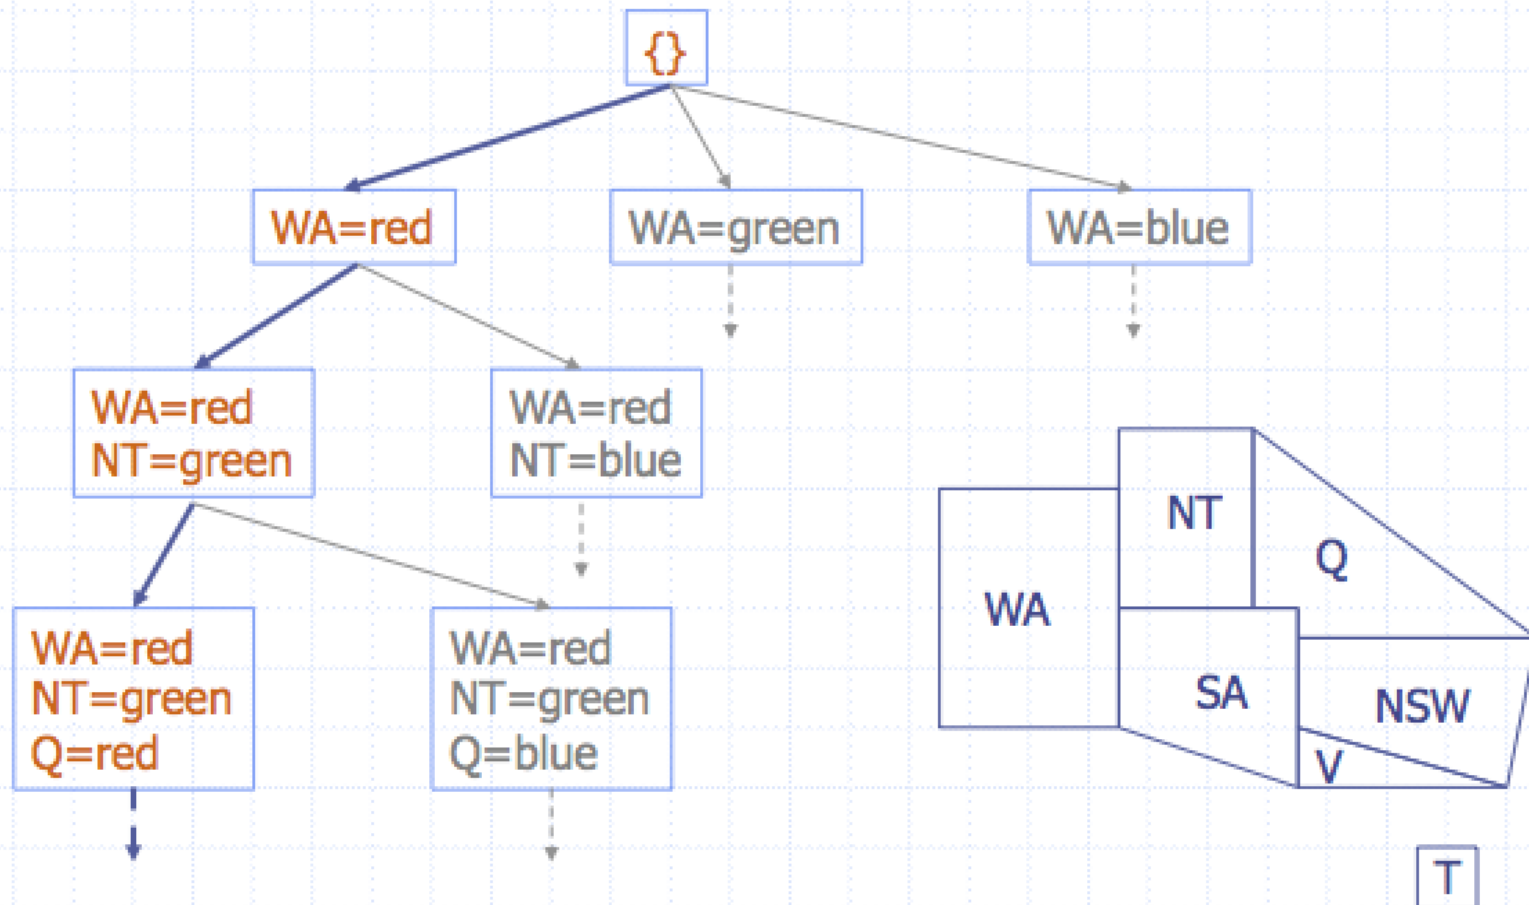 {}
WA=red
WA=green
WA=blue
WA=red
NT=green
WA=red
NT=blue
WA=red
NT=green
Q=red
WA=red
NT=green
Q=blue
NT
Q
WA
SA
NSW
V
T